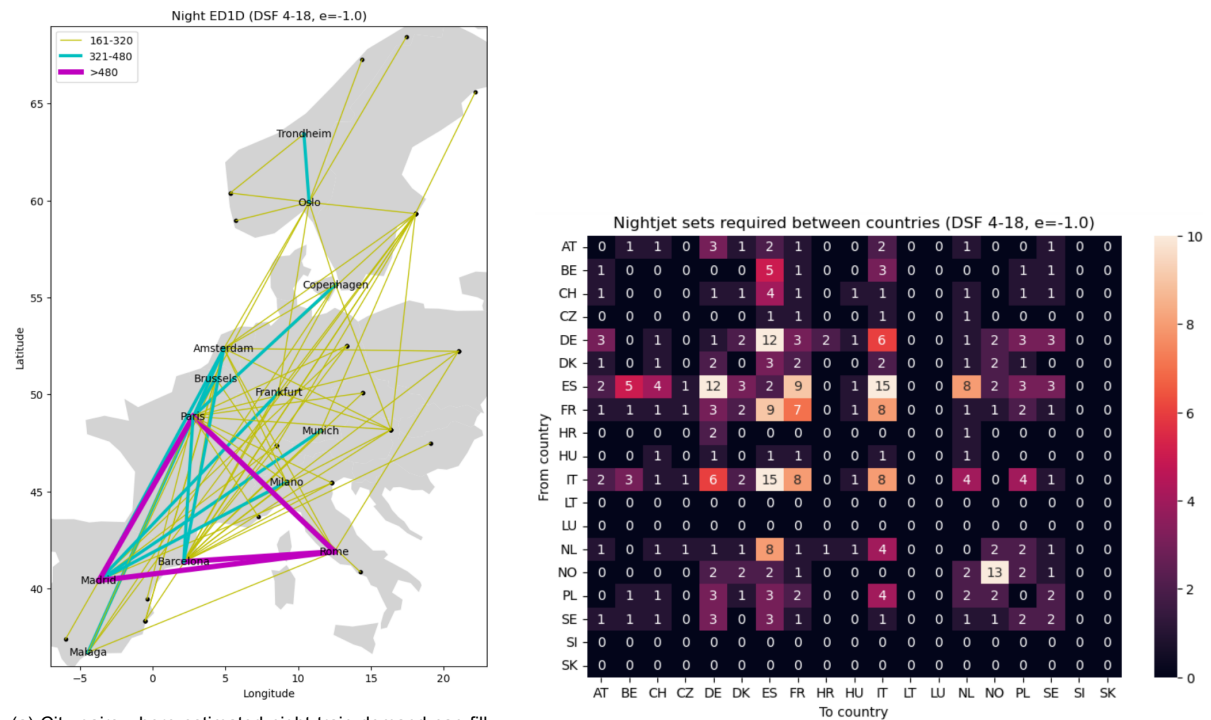 Night ED1D (DSF 4-18, e=-1.0)
161-320
321-480
>480
65
60
55
50
45
40
Latitude
Trondheim
Oslo
Copenhagen
Amsterdam
Brussels
Frankfurt
Paris
Munich
Milano
Rome
Barcelona
Madrid
Malaga
−5 0 5 10 15 20
Longitude
Nightjet sets required between countries (DSF 4-18, e=-1.0)
From country
AT 0 1 1 0 3 1 2 1 0 0 2 0 0 1 0 0 1 0 0
BE 1 0 0 0 0 0 5 1 0 0 3 0 0 0 0 1 1 0 0
CH 1 0 0 0 1 1 4 1 0 1 1 0 0 1 0 1 1 0 0
CZ 0 0 0 0 0 0 1 1 0 0 1 0 0 1 0 0 0 0 0
DE 3 0 1 0 1 2 12 3 2 1 6 0 0 1 2 3 3 0 0
DK 1 0 1 0 2 0 3 2 0 0 2 0 0 1 2 1 0 0 0
ES 2 5 4 1 12 3 2 9 0 1 15 0 0 8 2 3 3 0 0
FR 1 1 1 1 3 2 9 7 0 1 8 0 0 1 1 2 1 0 0
HR 0 0 0 0 2 0 0 0 0 0 0 0 0 1 0 0 0 0 0
HU 0 0 1 0 1 0 1 1 0 0 1 0 0 1 0 0 0 0 0
IT 2 3 1 1 6 2 15 8 0 1 8 0 0 4 0 4 1 0 0
LT 0 0 0 0 0 0 0 0 0 0 0 0 0 0 0 0 0 0 0
LU 0 0 0 0 0 0 0 0 0 0 0 0 0 0 0 0 0 0 0
NL 1 0 1 1 1 1 8 1 1 1 4 0 0 0 2 2 1 0 0
NO 0 0 0 0 2 2 2 1 0 0 0 0 0 2 13 2 1 0 0
PL 0 1 1 0 3 1 3 2 0 0 4 0 0 2 2 0 2 0 0
SE 1 1 1 0 3 0 3 1 0 0 1 0 0 1 1 2 2 0 0
SI 0 0 0 0 0 0 0 0 0 0 0 0 0 0 0 0 0 0 0
SK 0 0 0 0 0 0 0 0 0 0 0 0 0 0 0 0 0 0 0
AT BE CH CZ DE DK ES FR HR HU IT LT LU NL NO PL SE SI SK
To country
10
8
6
4
2
0